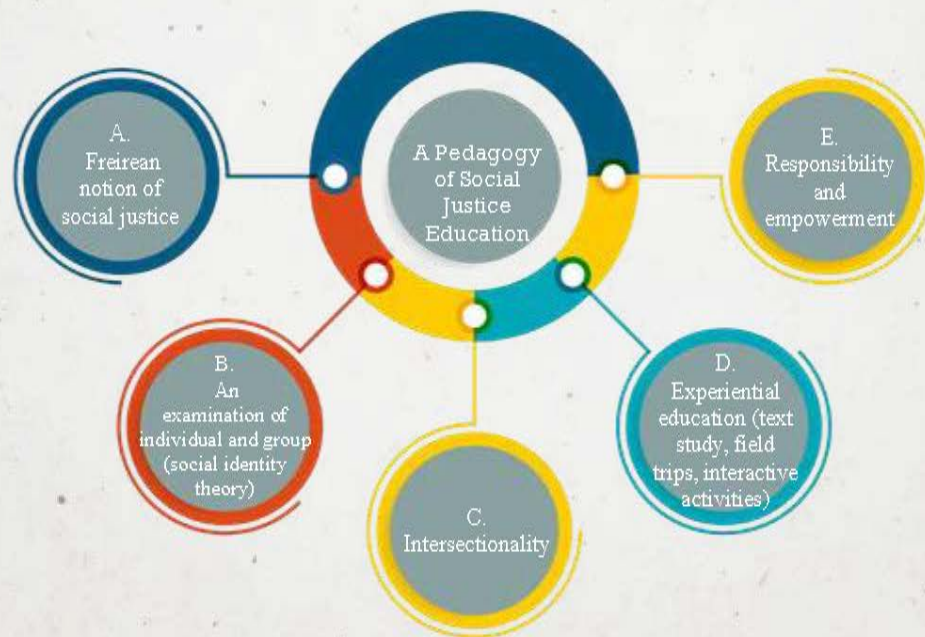 A Pedagogy
of Social
Justice
Education
A.
Freirean
notion of
social justice
B.
An
examination of
individual and group
(social identity
theory)
C.
Intersectionality
D.
Experiential
education (text
study, field
trips, interactive
activities)
E.
Responsibility
and
empowerment